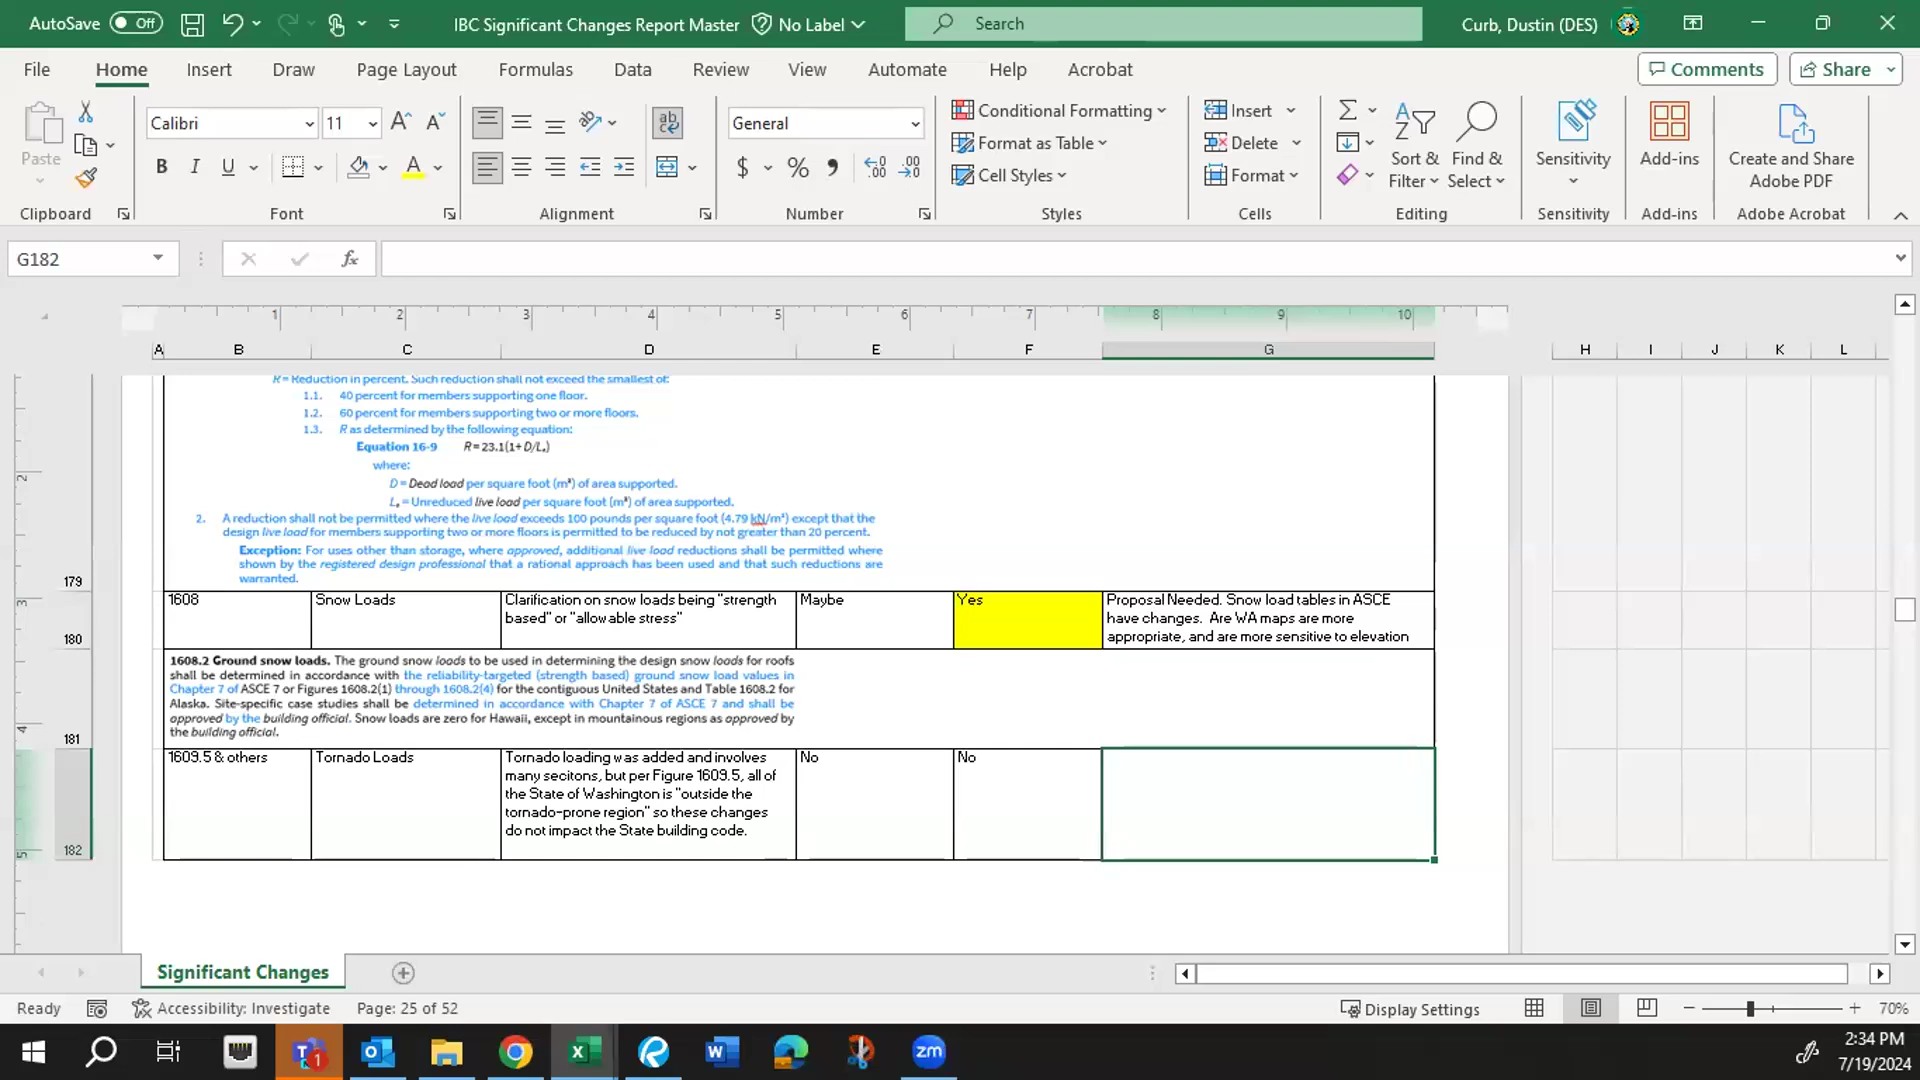 AutoSave Off IBC Significant Changes Report Master No Label Search Curb, Dustin (DES)
File Home Insert Draw Page Layout Formulas Data Review View Automate Help Acrobat Comments Share
Paste
Calibri 11
General
Conditional Formatting
Format as Table
Cell Styles
Insert
Delete
Format
Sort &
Filter
Find &
Select
Sensitivity
Add-ins
Create and Share
Adobe PDF
B I U A $ %
Clipboard Font Alignment Number Styles Cells Editing Sensitivity Add-ins Adobe Acrobat
G182 fx
1 2 3 4 5 6 7 8 9 10
A B C D E F G H I J K L
R = Reduction in percent. Such reduction shall not exceed the smallest of:
1.1. 40 percent for members supporting one floor.
1.2. 60 percent for members supporting two or more floors.
1.3. R as determined by the following equation:
Equation 16-9 R = 23.1(1+ D/Lₒ)
where:
D = Dead load per square foot (m²) of area supported.
Lₒ = Unreduced live load per square foot (m²) of area supported.
2. A reduction shall not be permitted where the live load exceeds 100 pounds per square foot (4.79 kN/m²) except that the
design live load for members supporting two or more floors is permitted to be reduced by not greater than 20 percent.
Exception: For uses other than storage, where approved, additional live load reductions shall be permitted where
shown by the registered design professional that a rational approach has been used and that such reductions are
warranted.
179
1608 Snow Loads Clarification on snow loads being "strength
based" or "allowable stress" Maybe Yes Proposal Needed. Snow load tables in ASCE
have changes. Are WA maps are more
appropriate, and are more sensitive to elevation
180
1608.2 Ground snow loads. The ground snow loads to be used in determining the design snow loads for roofs
shall be determined in accordance with the reliability-targeted (strength based) ground snow load values in
Chapter 7 of ASCE 7 or Figures 1608.2(1) through 1608.2(4) for the contiguous United States and Table 1608.2 for
Alaska. Site-specific case studies shall be determined in accordance with Chapter 7 of ASCE 7 and shall be
approved by the building official. Snow loads are zero for Hawaii, except in mountainous regions as approved by
the building official.
181
1609.5 & others Tornado Loads Tornado loading was added and involves
many secitons, but per Figure 1609.5, all of
the State of Washington is "outside the
tornado-prone region" so these changes
do not impact the State building code. No No
182
2
3
4
5
Significant Changes
Ready Accessibility: Investigate Page: 25 of 52 Display Settings 70%
2:34 PM
7/19/2024
T 1 W zm